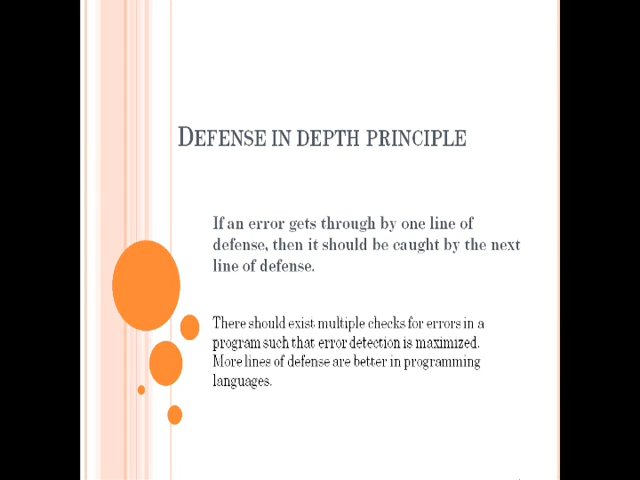 DEFENSE IN DEPTH PRINCIPLE
If an error gets through by one line of
defense, then it should be caught by the next
line of defense.
There should exist multiple checks for errors in a
program such that error detection is maximized.
More lines of defense are better in programming
languages.